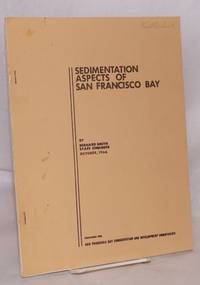 SEDIMENTATION
ASPECTS OF
SAN FRANCISCO BAY
BY
BERNARD SMITH
STAFF ENGINEER
OCTOBER, 1966
SAN FRANCISCO BAY CONSERVATION AND DEVELOPMENT COMMISSION